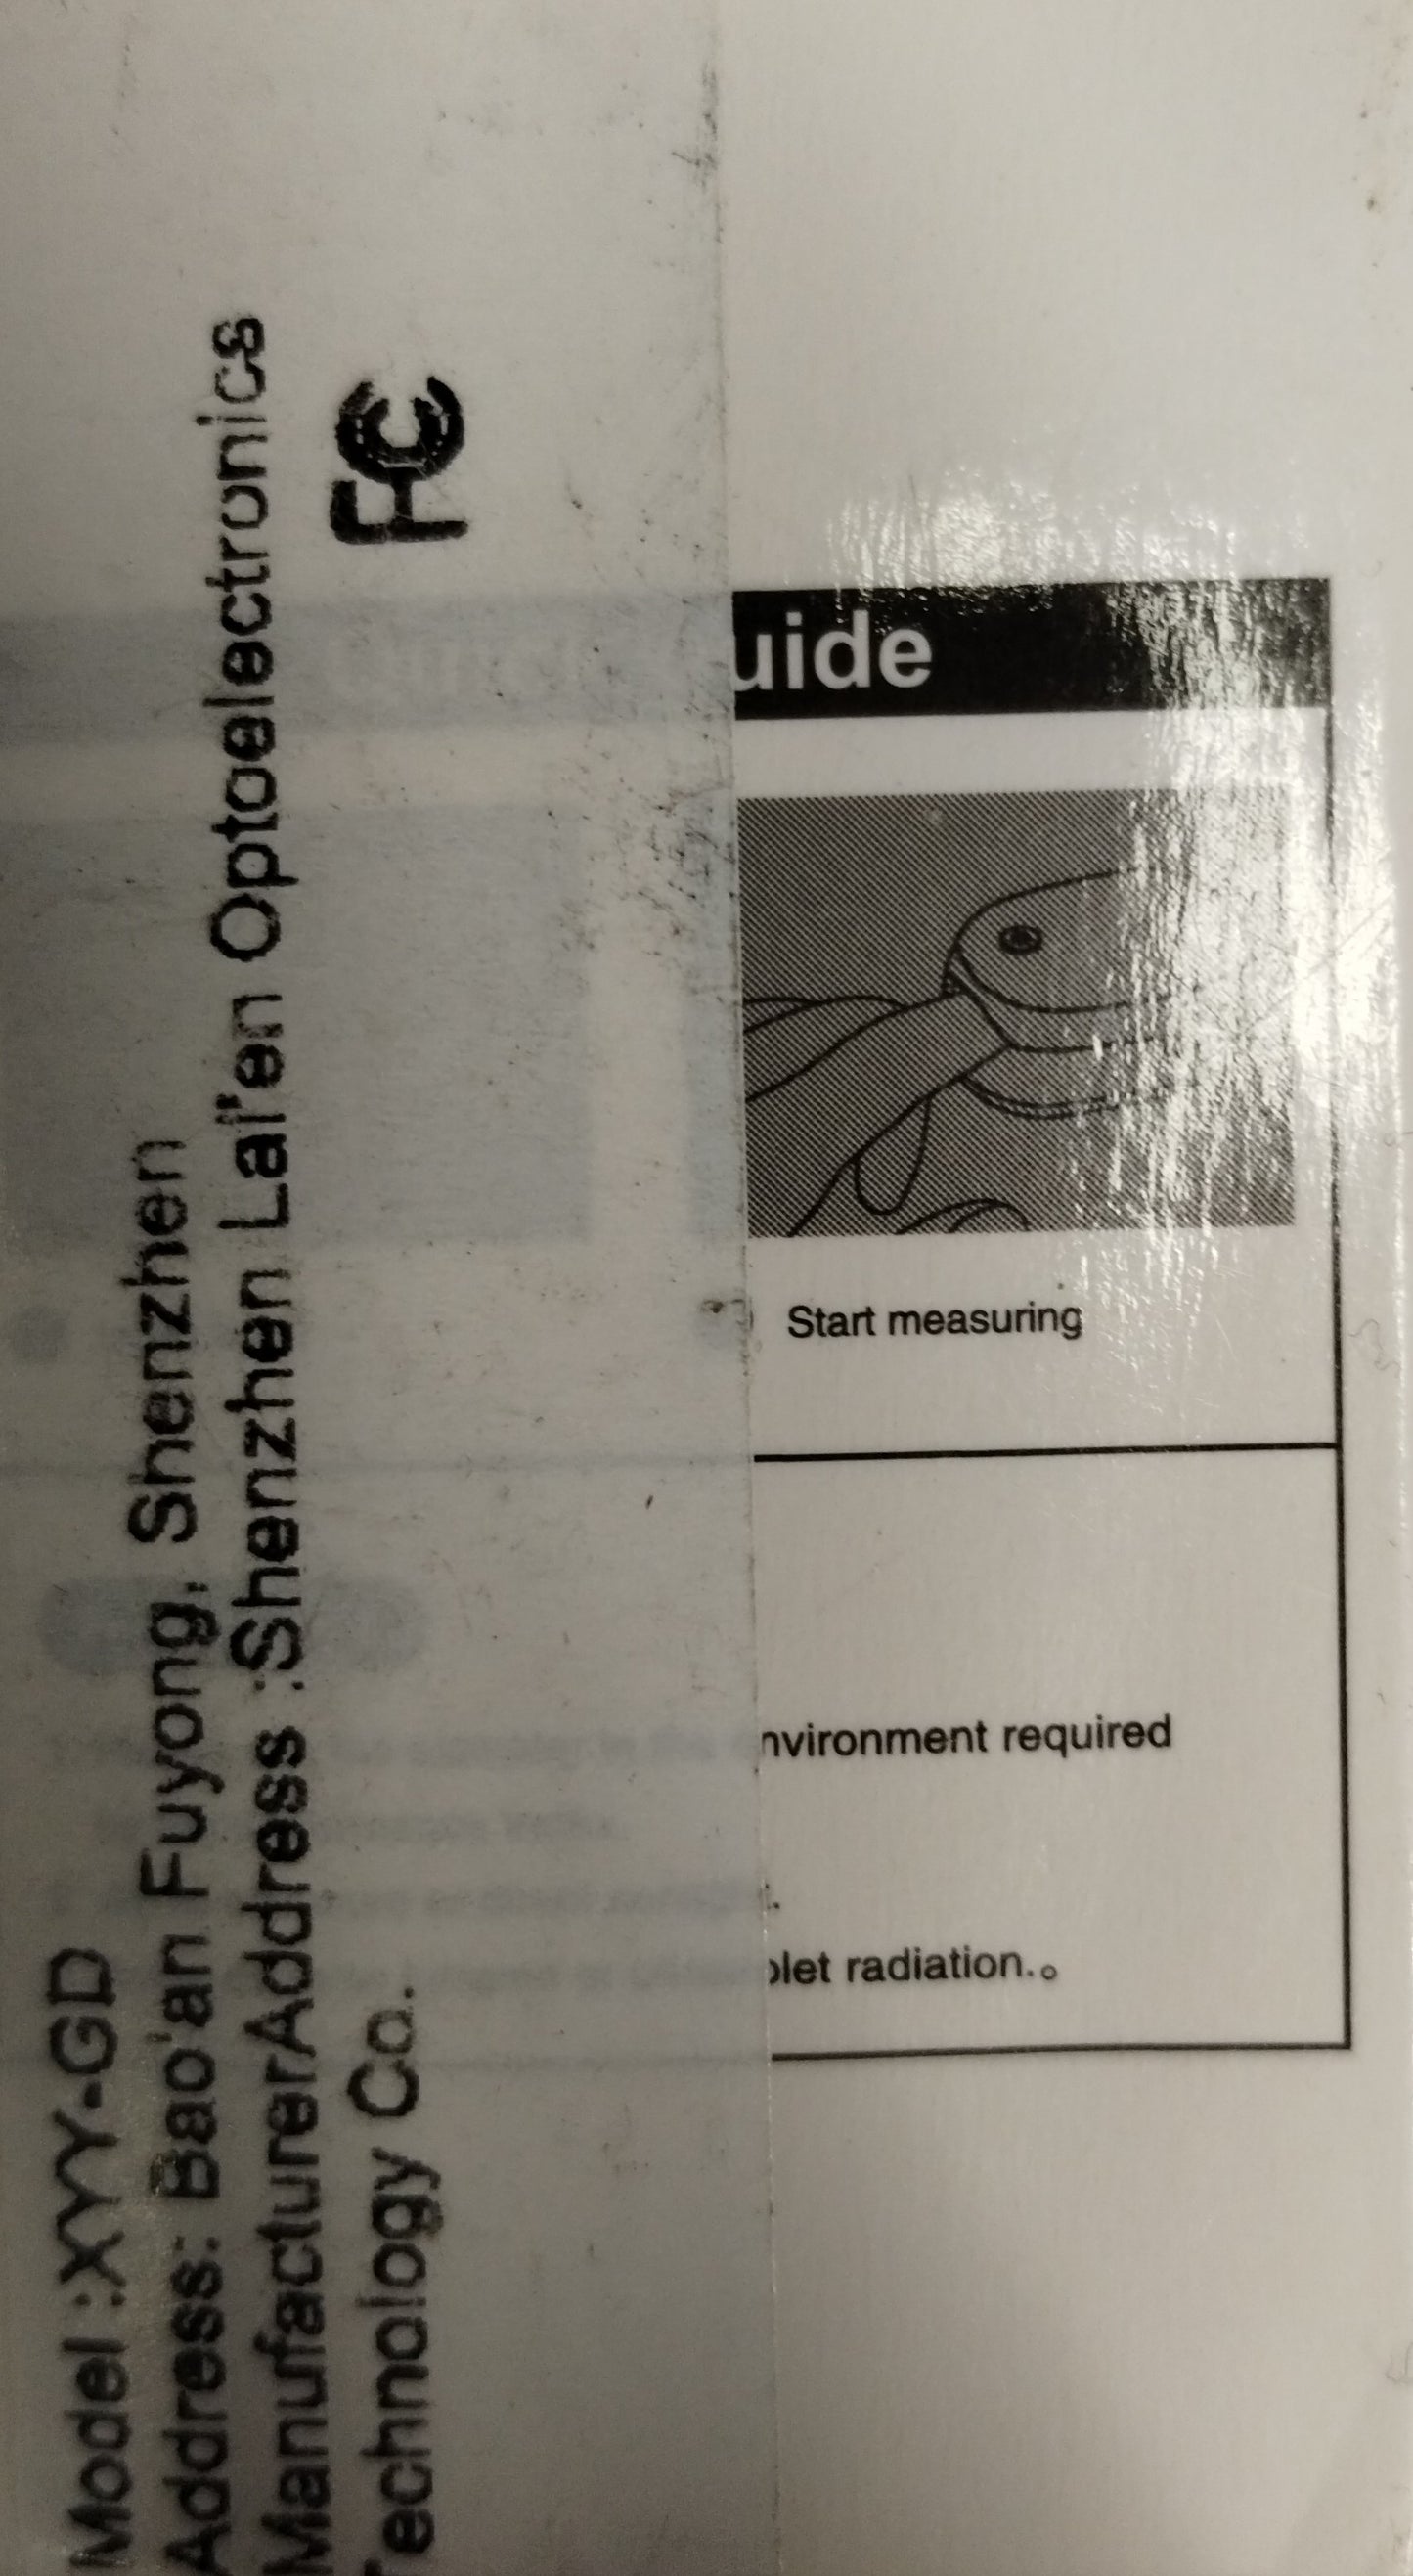 Model :XYY-GD
Address: Bao'an Fuyong, Shenzhen
ManufacturerAddress :Shenzhen Lai'en Optoelectronics
Technology Co.
FC
uide
Start measuring
nvironment required
olet radiation.。